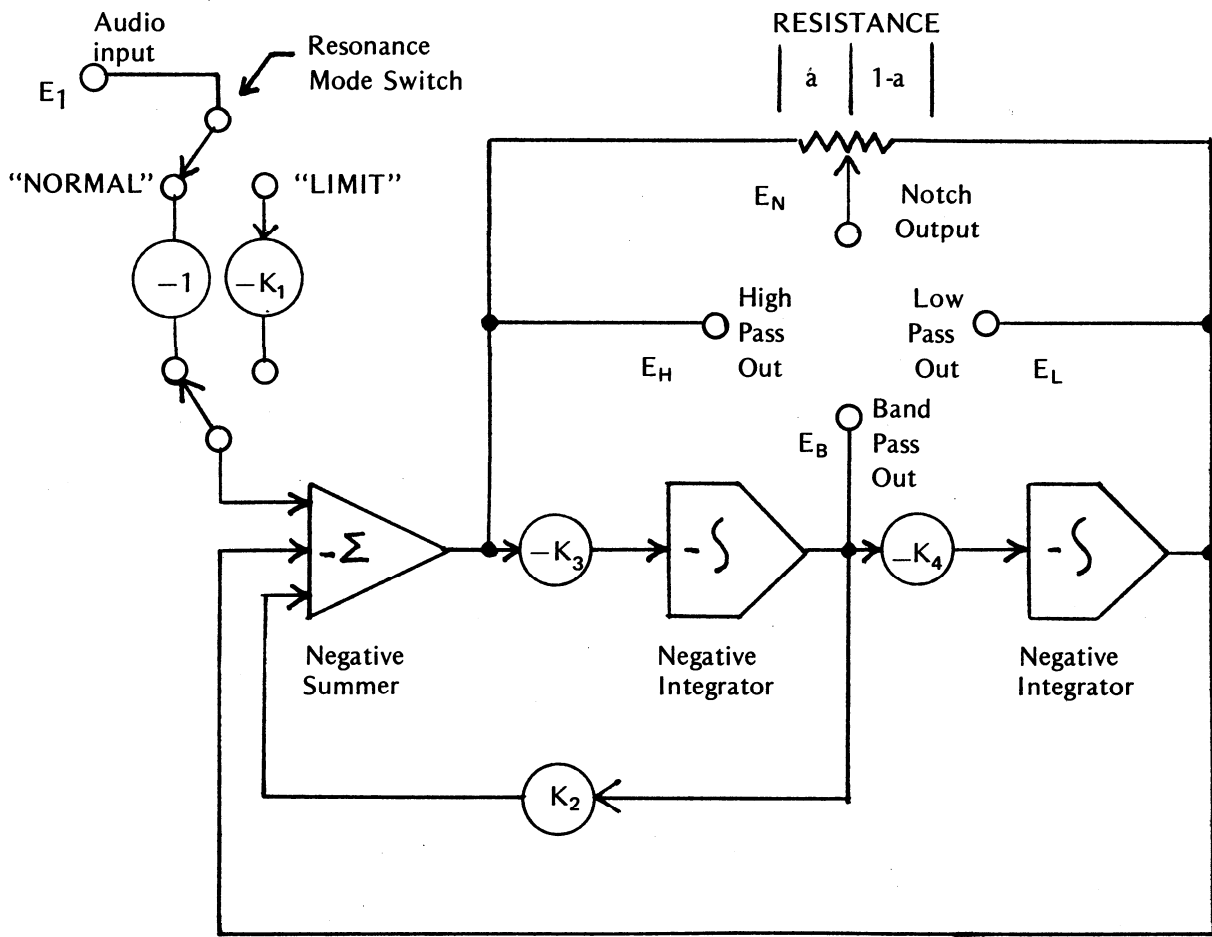 Audio
input
E1
Resonance
Mode Switch
RESISTANCE
á
1-a
"NORMAL"
"LIMIT"
EN
Notch
Output
−1
−K1
High
Pass
Out
EH
Low
Pass
Out
EL
Band
Pass
Out
EB
-Σ
−K3
-∫
−K4
-∫
Negative
Summer
Negative
Integrator
Negative
Integrator
K2